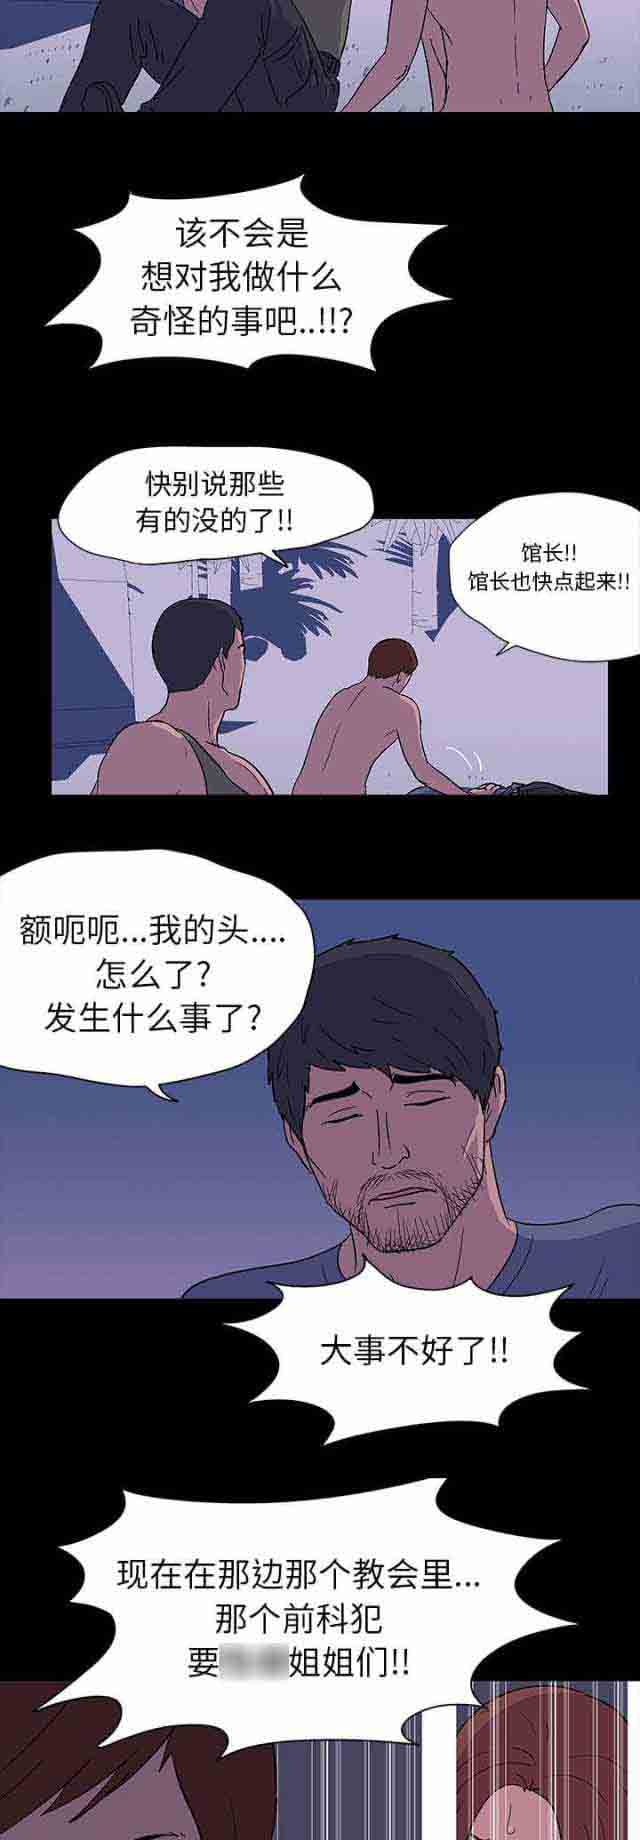 该不会是
想对我做什么
奇怪的事吧..!!?
快别说那些
有的没的了!!
馆长!!
馆长也快点起来!!
额呃呃...我的头....
怎么了?
发生什么事了?
大事不好了!!
现在在那边那个教会里...
那个前科犯
要姐姐们!!